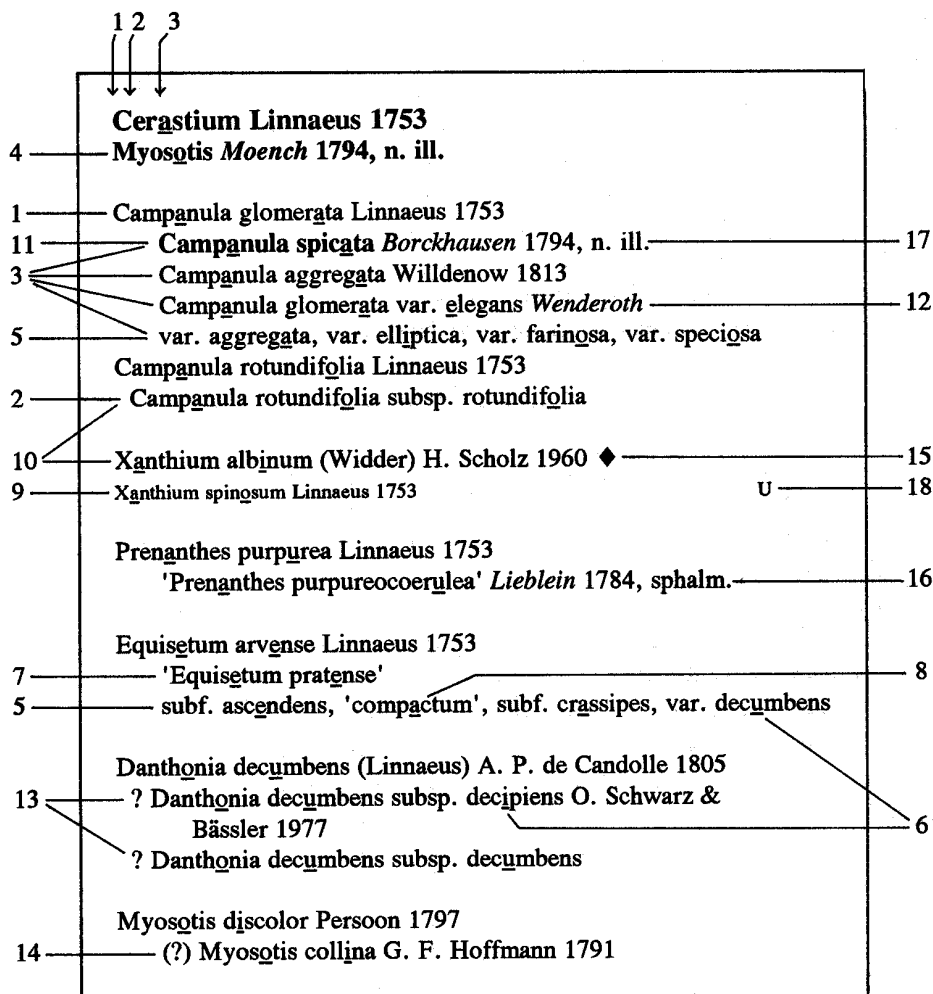 1 2 3
Cerastium Linnaeus 1753
4 Myosotis Moench 1794, n. ill.
1 Campanula glomerata Linnaeus 1753
11 Campanula spicata Borckhausen 1794, n. ill. 17
3 Campanula aggregata Willdenow 1813
Campanula glomerata var. elegans Wenderoth 12
5 var. aggregata, var. elliptica, var. farinosa, var. speciosa
Campanula rotundifolia Linnaeus 1753
2 Campanula rotundifolia subsp. rotundifolia
10 Xanthium albinum (Widder) H. Scholz 1960 ♦ 15
9 Xanthium spinosum Linnaeus 1753 U 18
Prenanthes purpurea Linnaeus 1753
'Prenanthes purpureocoerulea' Lieblein 1784, sphalm. 16
Equisetum arvense Linnaeus 1753
7 'Equisetum pratense' 8
5 subf. ascendens, 'compactum', subf. crassipes, var. decumbens
Danthonia decumbens (Linnaeus) A. P. de Candolle 1805
13 ? Danthonia decumbens subsp. decipiens O. Schwarz &
Bässler 1977 6
? Danthonia decumbens subsp. decumbens
Myosotis discolor Persoon 1797
14 (?) Myosotis collina G. F. Hoffmann 1791